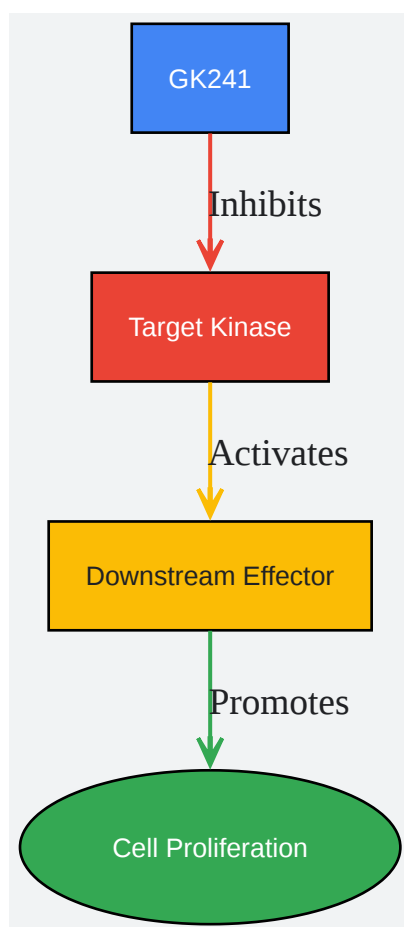 GK241
Inhibits
Target Kinase
Activates
Downstream Effector
Promotes
Cell Proliferation